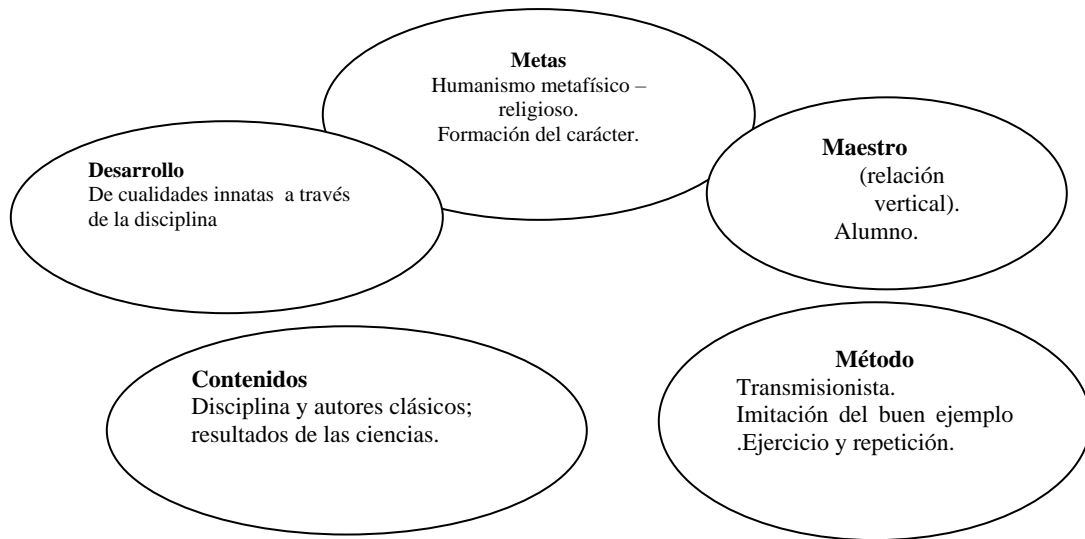 Metas
Humanismo metafísico –
religioso.
Formación del carácter.
Desarrollo
De cualidades innatas a través
de la disciplina
Maestro
(relación
vertical).
Alumno.
Contenidos
Disciplina y autores clásicos;
resultados de las ciencias.
Método
Transmisionista.
Imitación del buen ejemplo
.Ejercicio y repetición.